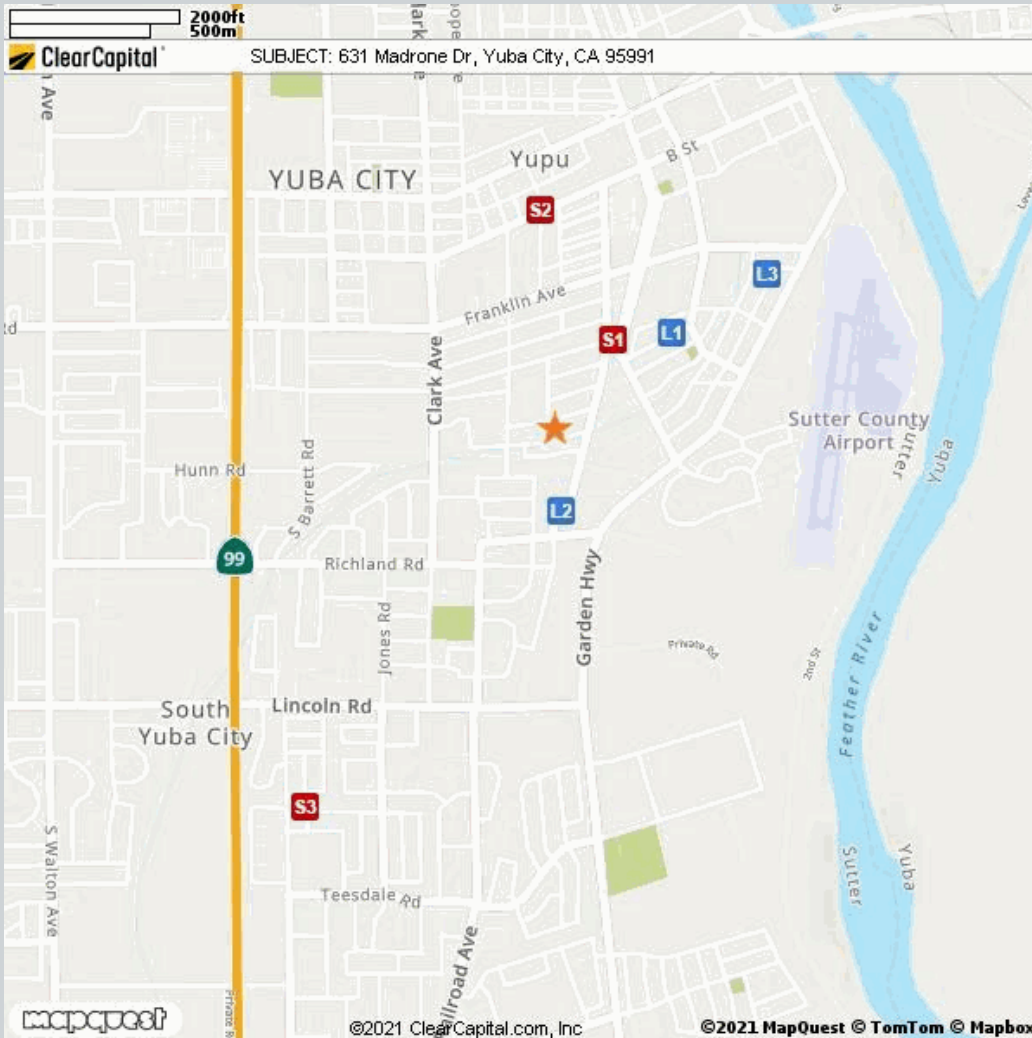 2000ft
500m
ClearCapital
SUBJECT: 631 Madrone Dr, Yuba City, CA 95991
Ave
Yupu
B St
YUBA CITY
S2
L3
Franklin Ave
Rd
S1
L1
Clark Ave
Sutter County
Airport
Sutter
Yuba
Hunn Rd
S Barrett Rd
L2
99
Richland Rd
Garden Hwy
Jones Rd
Private Rd
2nd St
Feather River
Lincoln Rd
South
Yuba City
S3
S Walton Ave
Sutter
Yuba
Teesdale Rd
Private
mapquest
©2021 ClearCapital.com, Inc
©2021 MapQuest © TomTom © Mapbox